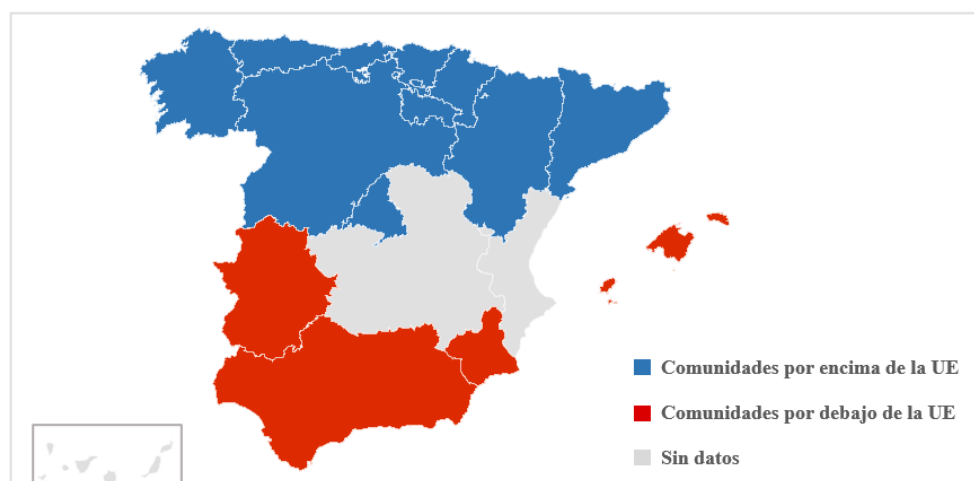 Comunidades por encima de la UE
Comunidades por debajo de la UE
Sin datos